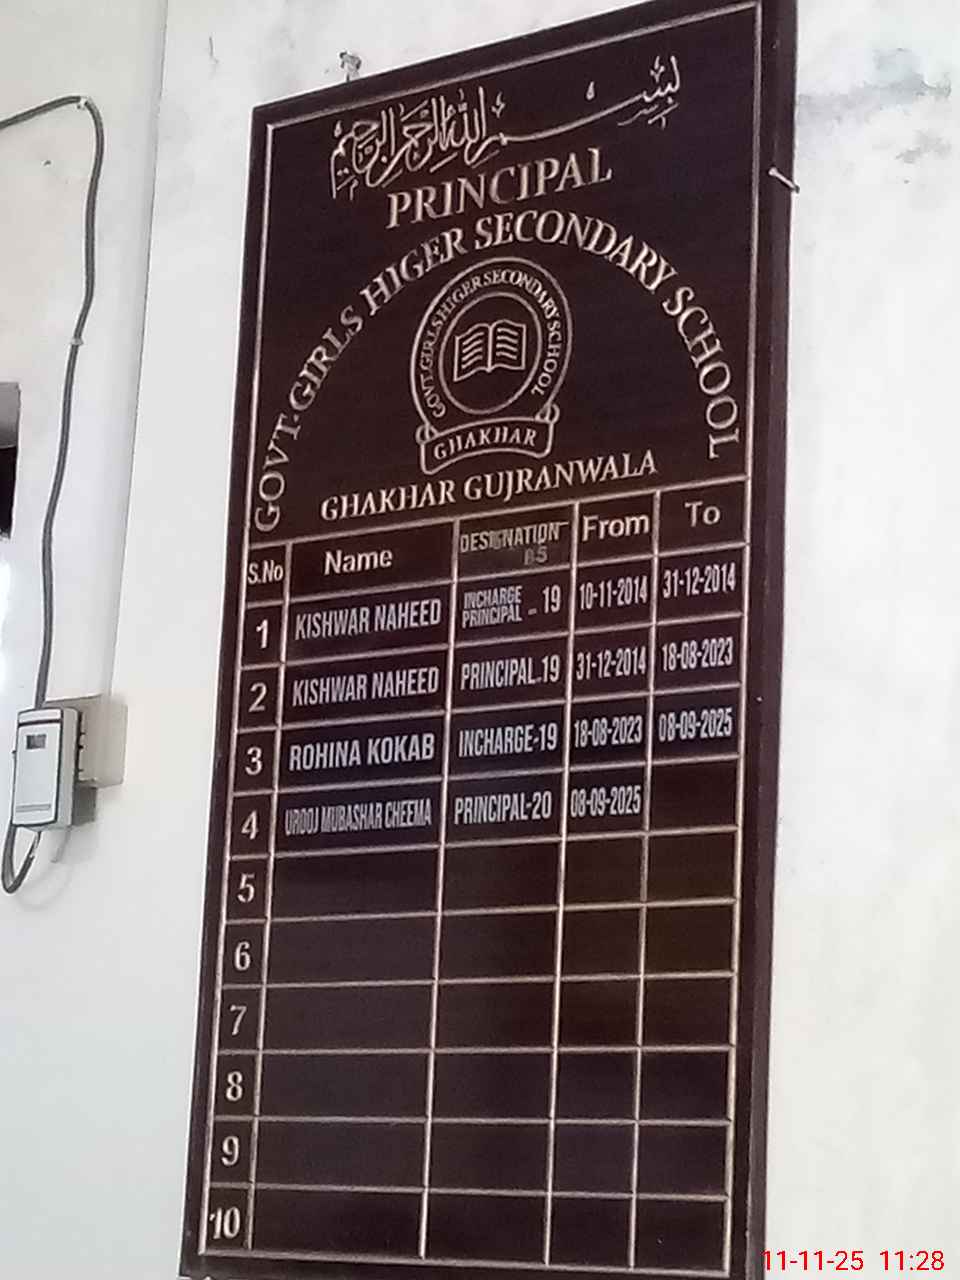 بسم الله الرحمن الرحيم
PRINCIPAL
GOVT.GIRLS HIGER SECONDARY SCHOOL
GOVT.GIRLS HIGER SECONDARY SCHOOL
GHAKHAR
GHAKHAR GUJRANWALA
S.No Name DESIGNATION BS From To
1 KISHWAR NAHEED INCHARGE PRINCIPAL - 19 10-11-2014 31-12-2014
2 KISHWAR NAHEED PRINCIPAL-19 31-12-2014 18-08-2023
3 ROHINA KOKAB INCHARGE-19 18-08-2023 08-09-2025
4 UROOJ MUBASHAR CHEEMA PRINCIPAL-20 08-09-2025
5
6
7
8
9
10
11-11-25 11:28